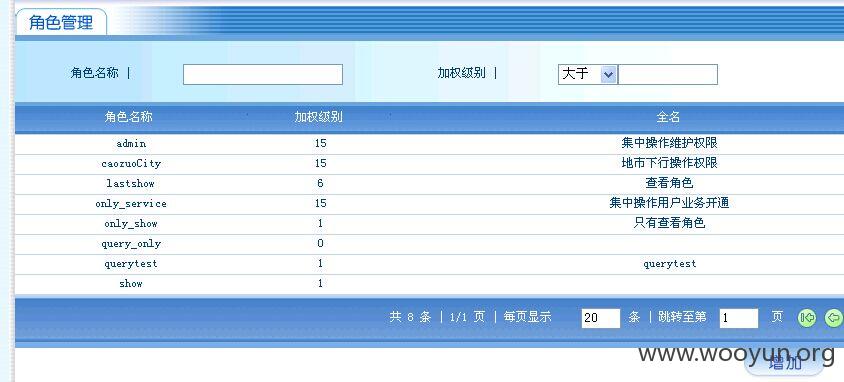 角色管理
角色名称 | 加权级别 | 大于
角色名称 加权级别 全名
admin 15 集中操作维护权限
caozuoCity 15 地市下行操作权限
lastshow 6 查看角色
only_service 15 集中操作用户业务开通
only_show 1 只有查看角色
query_only 0
querytest 1 querytest
show 1
共 8 条 | 1/1 页 | 每页显示 20 条 | 跳转至第 1 页
www.wooyun.org
增加